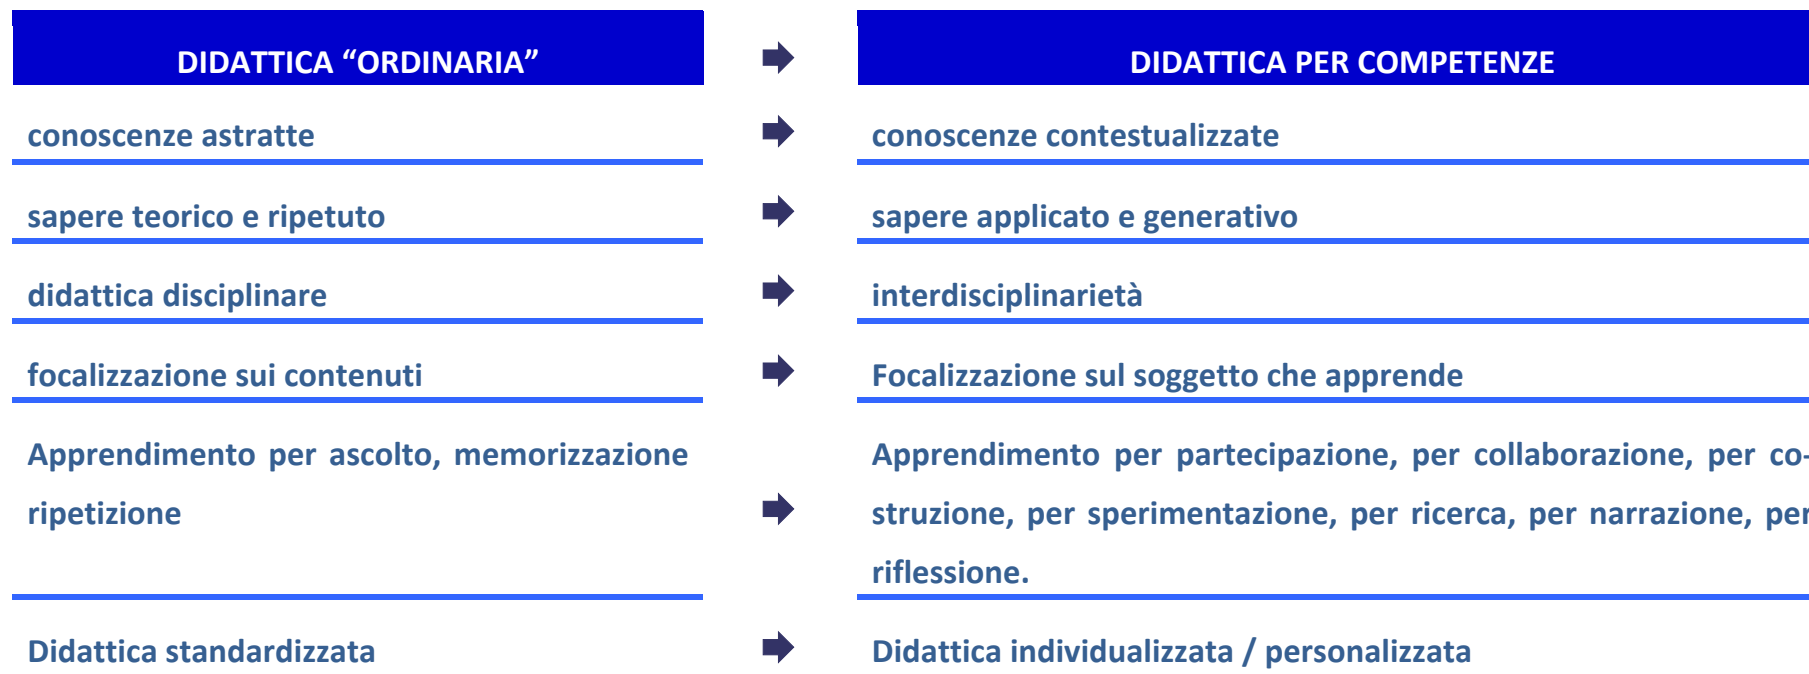 DIDATTICA “ORDINARIA”
DIDATTICA PER COMPETENZE
conoscenze astratte
conoscenze contestualizzate
sapere teorico e ripetuto
sapere applicato e generativo
didattica disciplinare
interdisciplinarietà
focalizzazione sui contenuti
Focalizzazione sul soggetto che apprende
Apprendimento per ascolto, memorizzazione
ripetizione
Apprendimento per partecipazione, per collaborazione, per co-
struzione, per sperimentazione, per ricerca, per narrazione, per
riflessione.
Didattica standardizzata
Didattica individualizzata / personalizzata